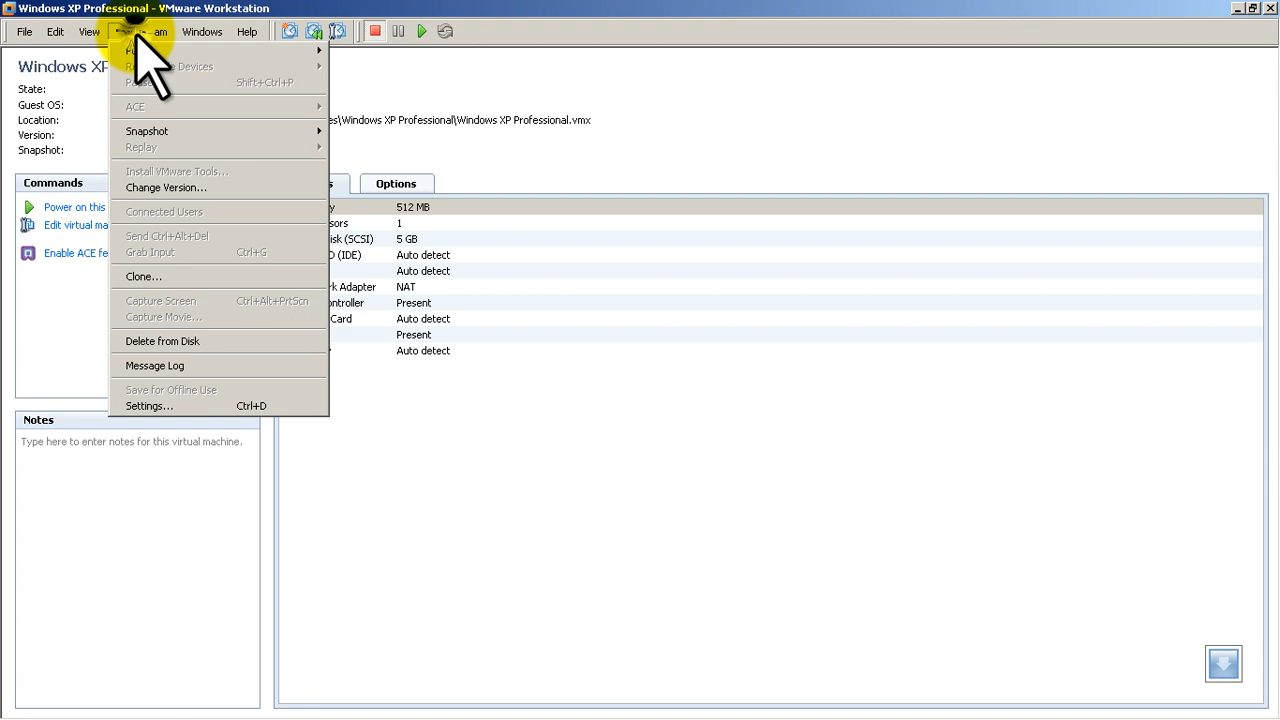 Windows XP Professional - VMware Workstation
File Edit View am Windows Help
Windows XP
State:
Guest OS:
Location: es\Windows XP Professional\Windows XP Professional.vmx
Version:
Snapshot:
Devices
Shift+Ctrl+P
ACE
Snapshot
Replay
Install VMware Tools...
Change Version...
Connected Users
Send Ctrl+Alt+Del
Grab Input Ctrl+G
Clone...
Capture Screen Ctrl+Alt+PrtScn
Capture Movie...
Delete from Disk
Message Log
Save for Offline Use
Settings... Ctrl+D
Commands
Power on this
Edit virtual ma
Enable ACE fe
s Options
y 512 MB
sors 1
isk (SCSI) 5 GB
D (IDE) Auto detect
Auto detect
rk Adapter NAT
ontroller Present
Card Auto detect
Present
Auto detect
Notes
Type here to enter notes for this virtual machine.